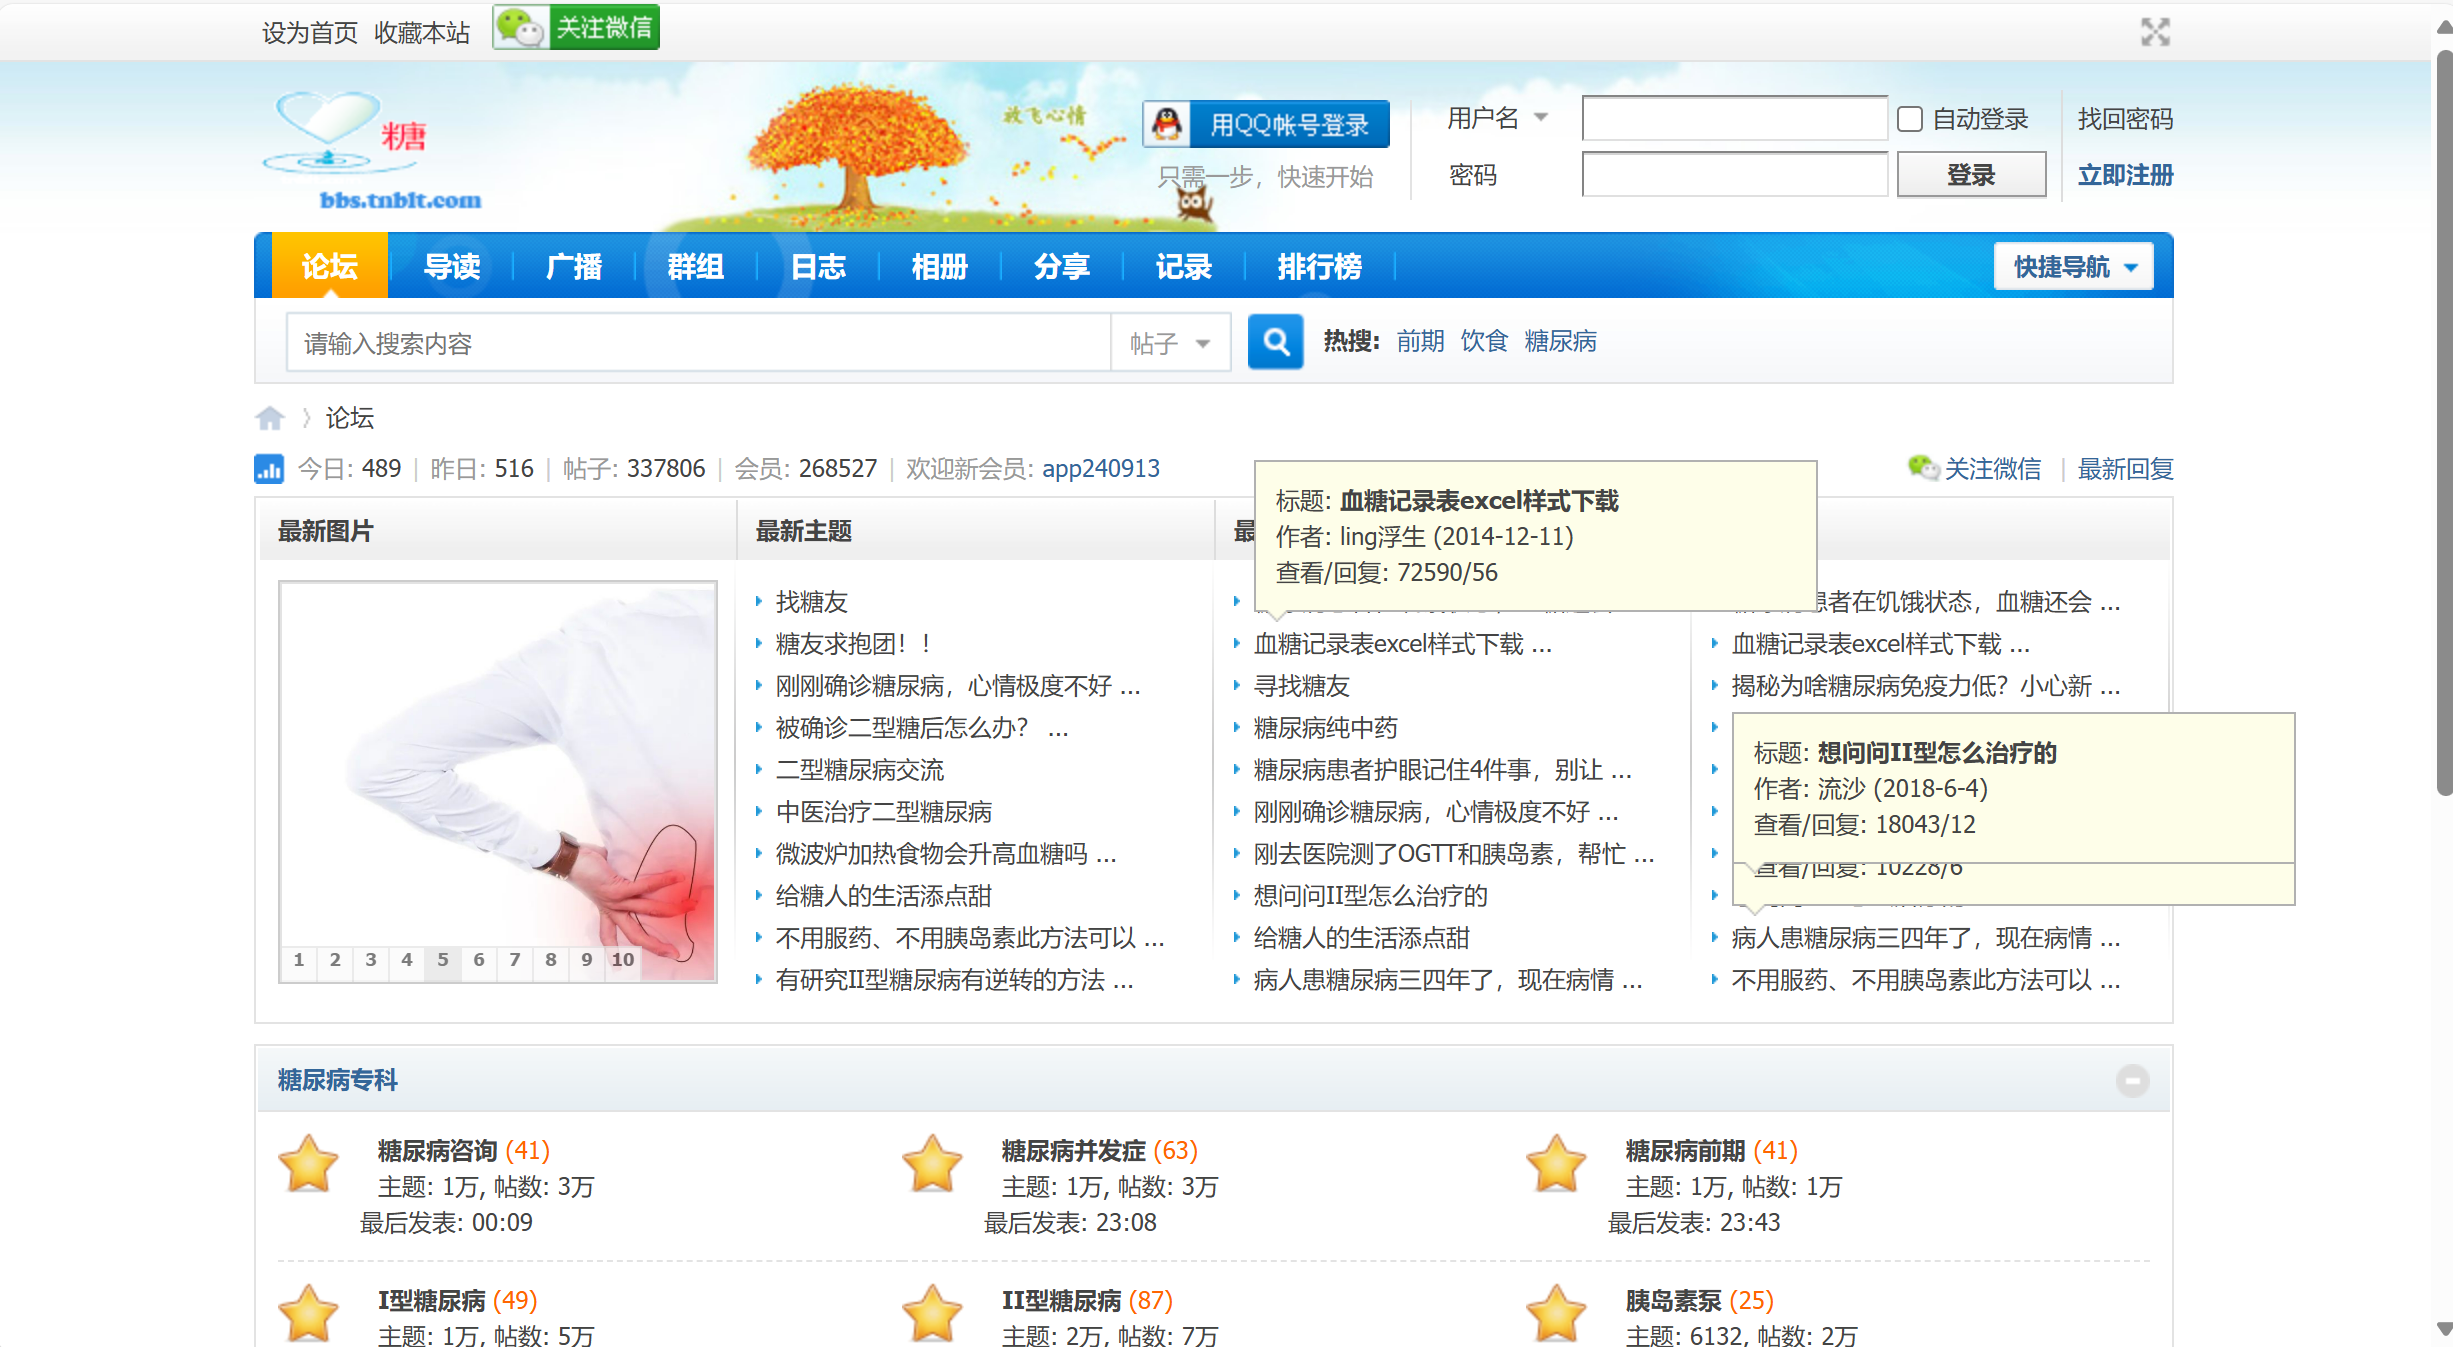 设为首页 收藏本站 关注微信
糖
bbs.tnblt.com
放飞心情
用QQ帐号登录
只需一步，快速开始
用户名 自动登录 找回密码
密码 登录 立即注册
论坛 导读 广播 群组 日志 相册 分享 记录 排行榜 快捷导航
请输入搜索内容 帖子 热搜: 前期 饮食 糖尿病
论坛
今日: 489 | 昨日: 516 | 帖子: 337806 | 会员: 268527 | 欢迎新会员: app240913
关注微信 | 最新回复
最新图片
1 2 3 4 5 6 7 8 9 10
最新主题
找糖友
糖友求抱团！！
刚刚确诊糖尿病，心情极度不好 ...
被确诊二型糖后怎么办？ ...
二型糖尿病交流
中医治疗二型糖尿病
微波炉加热食物会升高血糖吗 ...
给糖人的生活添点甜
不用服药、不用胰岛素此方法可以 ...
有研究II型糖尿病有逆转的方法 ...
最
标题: 血糖记录表excel样式下载
作者: ling浮生 (2014-12-11)
查看/回复: 72590/56
血糖记录表excel样式下载 ...
寻找糖友
糖尿病纯中药
糖尿病患者护眼记住4件事，别让 ...
刚刚确诊糖尿病，心情极度不好 ...
刚去医院测了OGTT和胰岛素，帮忙 ...
想问问II型怎么治疗的
给糖人的生活添点甜
病人患糖尿病三四年了，现在病情 ...
者在饥饿状态，血糖还会 ...
血糖记录表excel样式下载 ...
揭秘为啥糖尿病免疫力低？小心新 ...
标题: 想问问II型怎么治疗的
作者: 流沙 (2018-6-4)
查看/回复: 18043/12
查看/回复: 10228/6
病人患糖尿病三四年了，现在病情 ...
不用服药、不用胰岛素此方法可以 ...
糖尿病专科
糖尿病咨询 (41)
主题: 1万, 帖数: 3万
最后发表: 00:09
糖尿病并发症 (63)
主题: 1万, 帖数: 3万
最后发表: 23:08
糖尿病前期 (41)
主题: 1万, 帖数: 1万
最后发表: 23:43
I型糖尿病 (49)
主题: 1万, 帖数: 5万
II型糖尿病 (87)
主题: 2万, 帖数: 7万
胰岛素泵 (25)
主题: 6132, 帖数: 2万